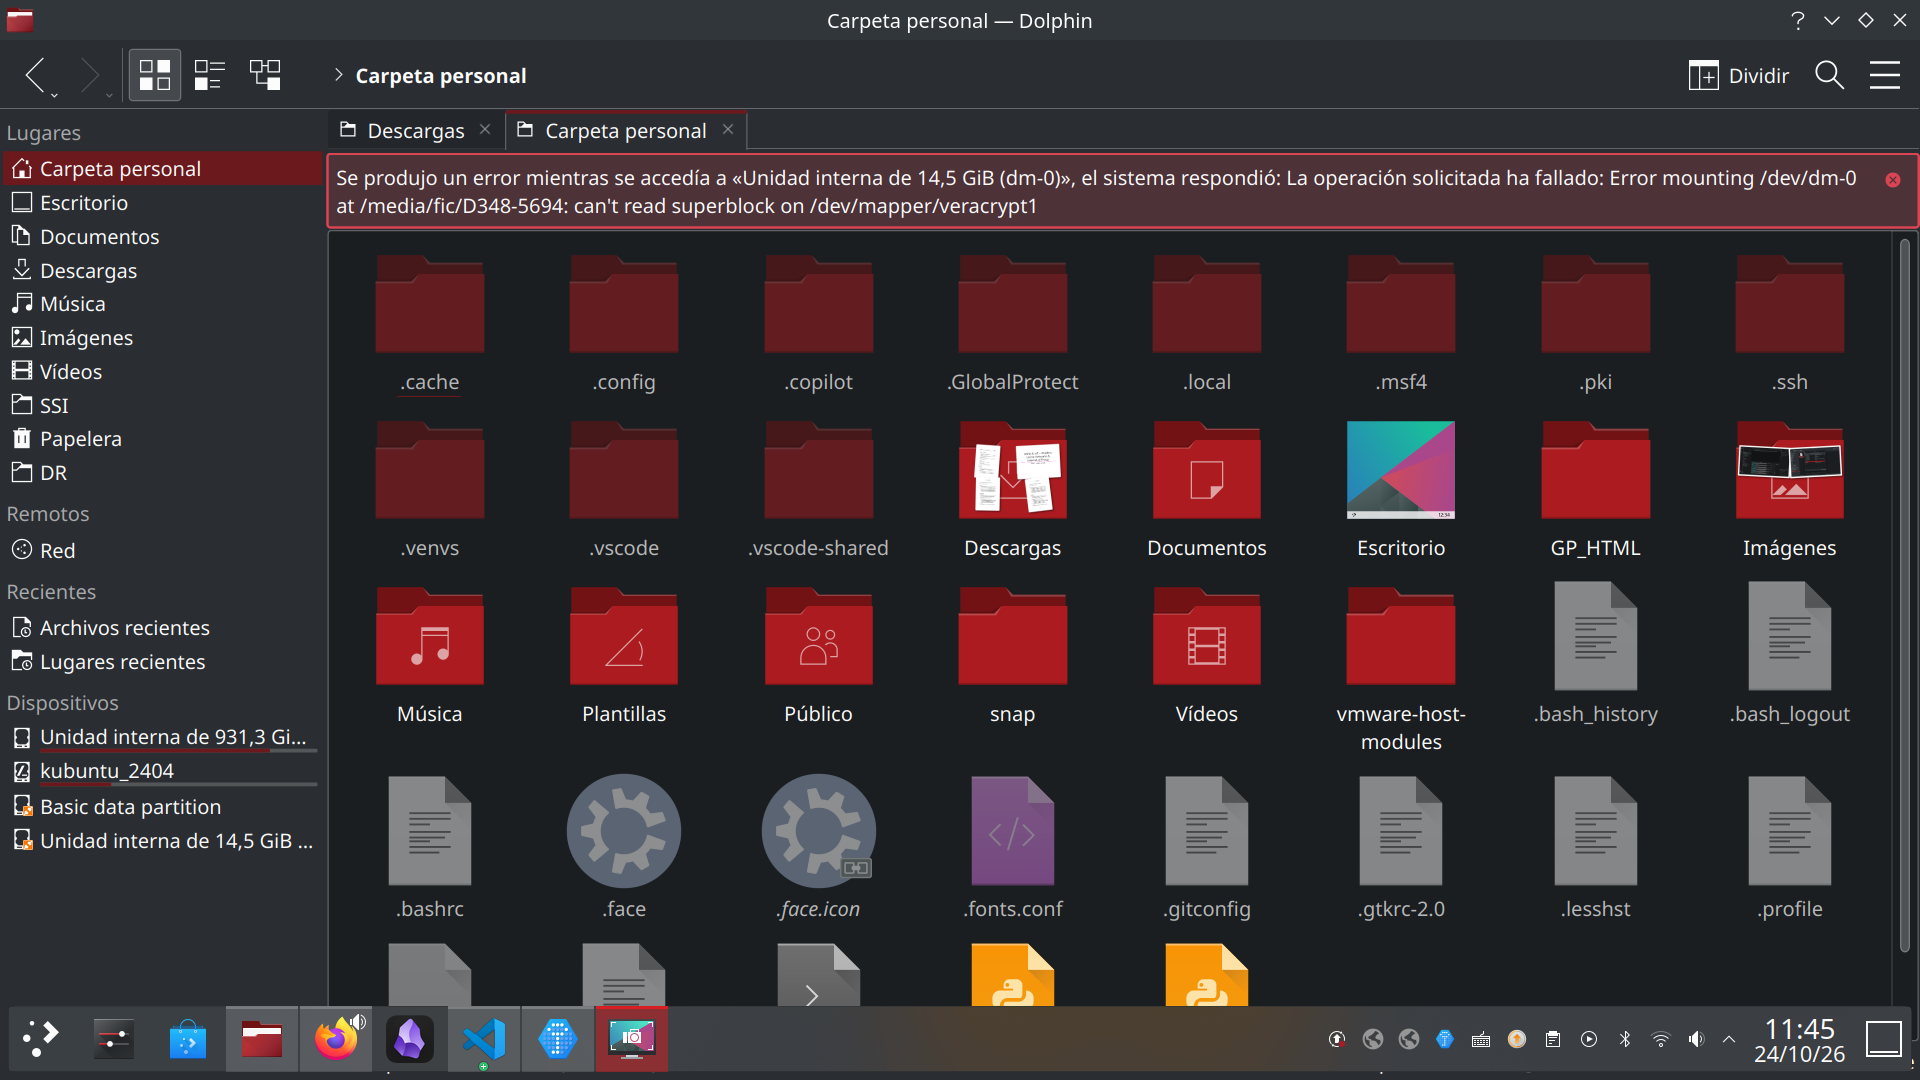 Carpeta personal — Dolphin
Carpeta personal
Dividir
Lugares
Carpeta personal
Escritorio
Documentos
Descargas
Música
Imágenes
Vídeos
SSI
Papelera
DR
Remotos
Red
Recientes
Archivos recientes
Lugares recientes
Dispositivos
Unidad interna de 931,3 Gi...
kubuntu_2404
Basic data partition
Unidad interna de 14,5 GiB ...
Descargas
Carpeta personal
Se produjo un error mientras se accedía a «Unidad interna de 14,5 GiB (dm-0)», el sistema respondió: La operación solicitada ha fallado: Error mounting /dev/dm-0
at /media/fic/D348-5694: can't read superblock on /dev/mapper/veracrypt1
.cache
.config
.copilot
.GlobalProtect
.local
.msf4
.pki
.ssh
.venvs
.vscode
.vscode-shared
Descargas
Documentos
Escritorio
GP_HTML
Imágenes
Música
Plantillas
Público
snap
Vídeos
vmware-host-
modules
.bash_history
.bash_logout
.bashrc
.face
.face.icon
.fonts.conf
.gitconfig
.gtkrc-2.0
.lesshst
.profile
11:45
24/10/26